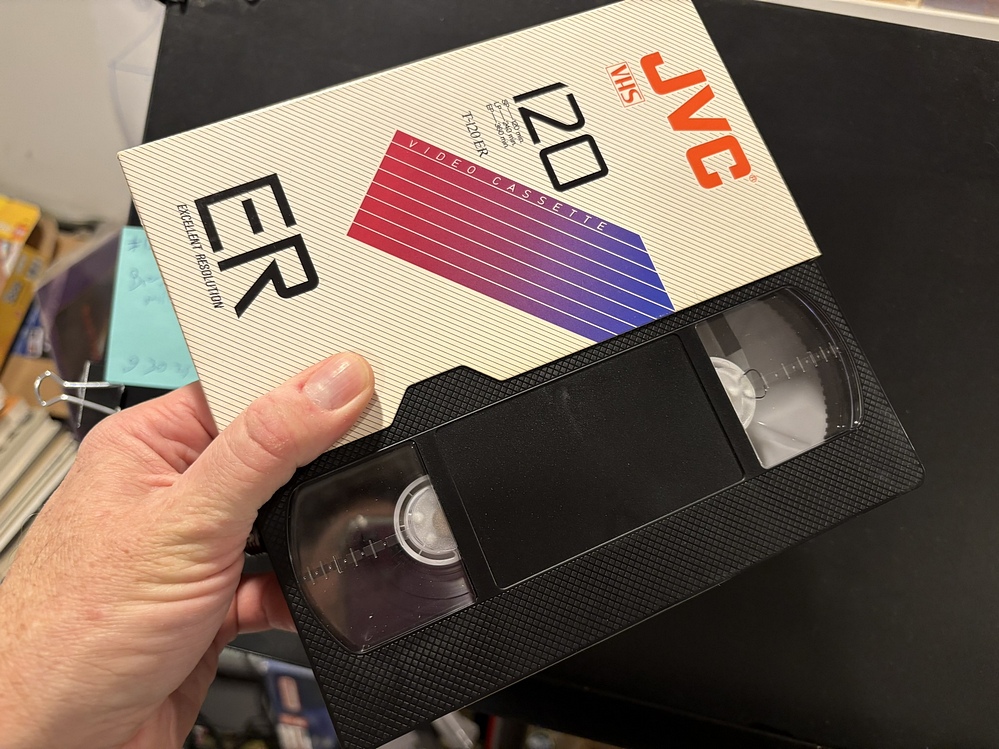 JVC®
VHS
120
SP 120 min.
LP 240 min.
EP 360 min.
T-120 ER
VIDEO CASSETTE
ER
EXCELLENT RESOLUTION